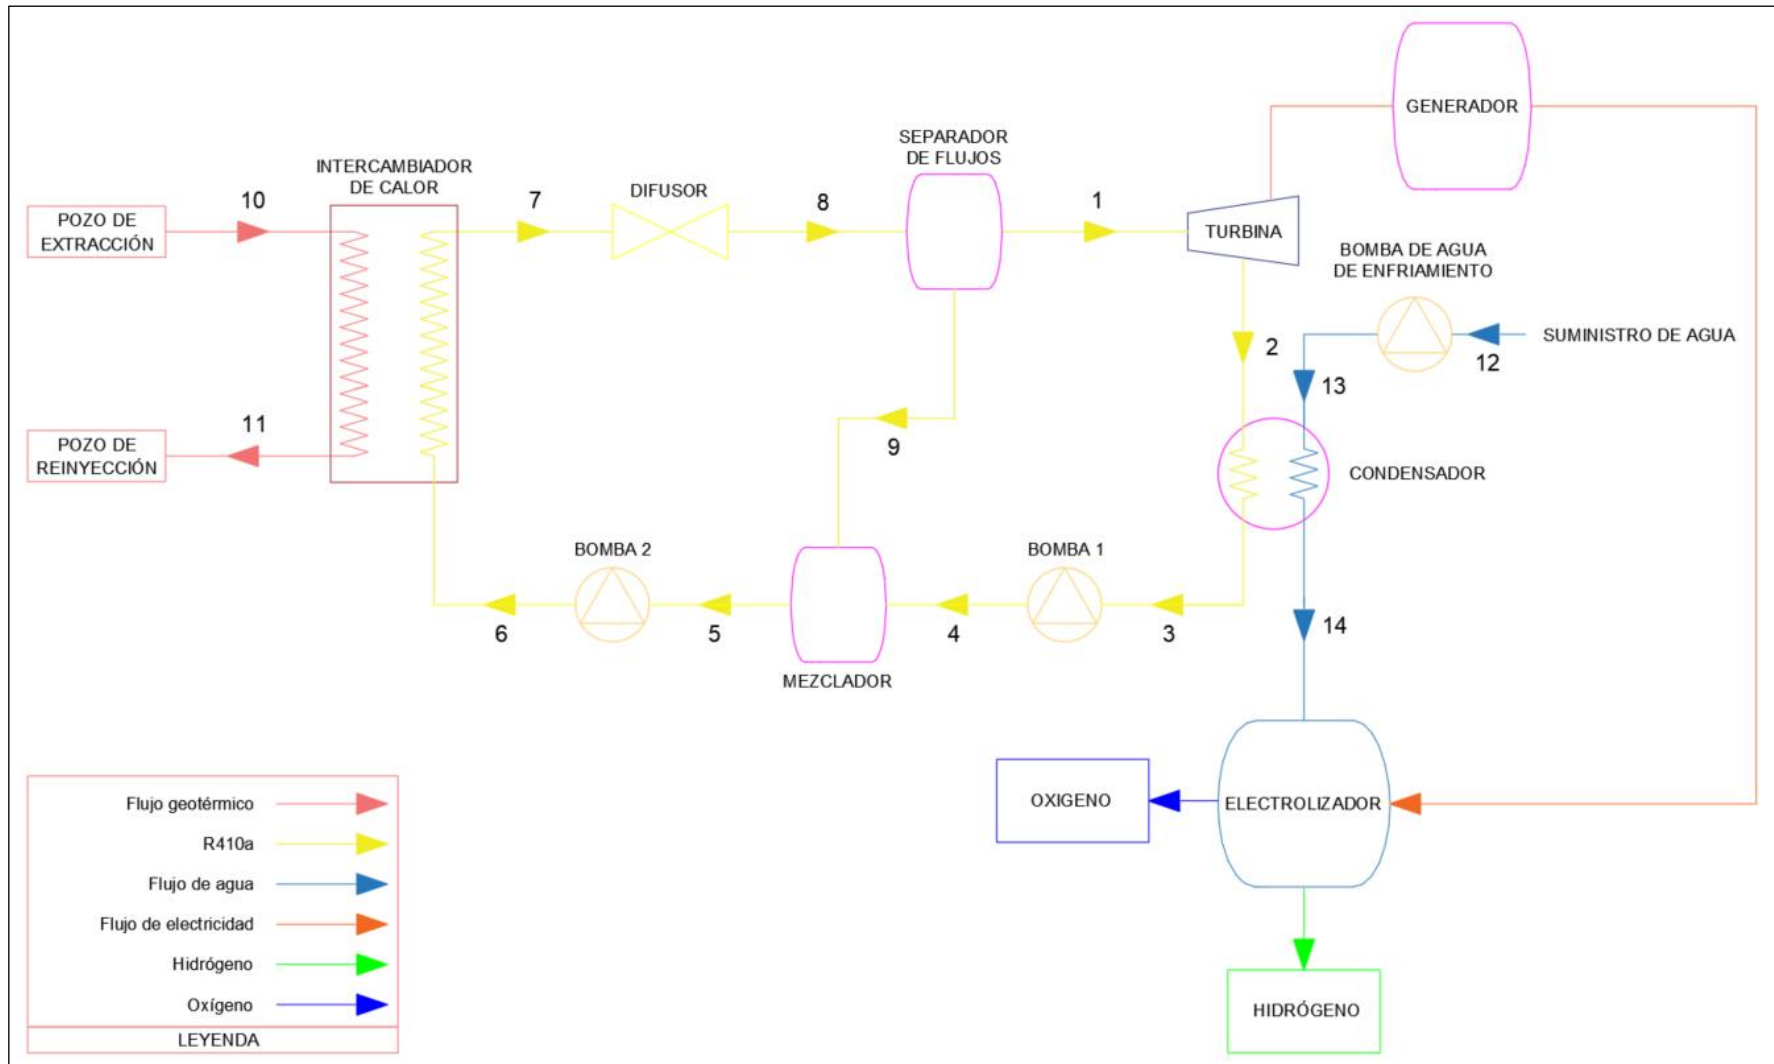 GENERADOR
SEPARADOR
DE FLUJOS
INTERCAMBIADOR
DE CALOR
DIFUSOR
10
7
8
1
POZO DE
EXTRACCIÓN
TURBINA
BOMBA DE AGUA
DE ENFRIAMIENTO
SUMINISTRO DE AGUA
12
2
13
11
POZO DE
REINYECCIÓN
9
CONDENSADOR
BOMBA 2
BOMBA 1
6
5
4
3
14
MEZCLADOR
OXIGENO
ELECTROLIZADOR
HIDRÓGENO
Flujo geotérmico
R410a
Flujo de agua
Flujo de electricidad
Hidrógeno
Oxígeno
LEYENDA